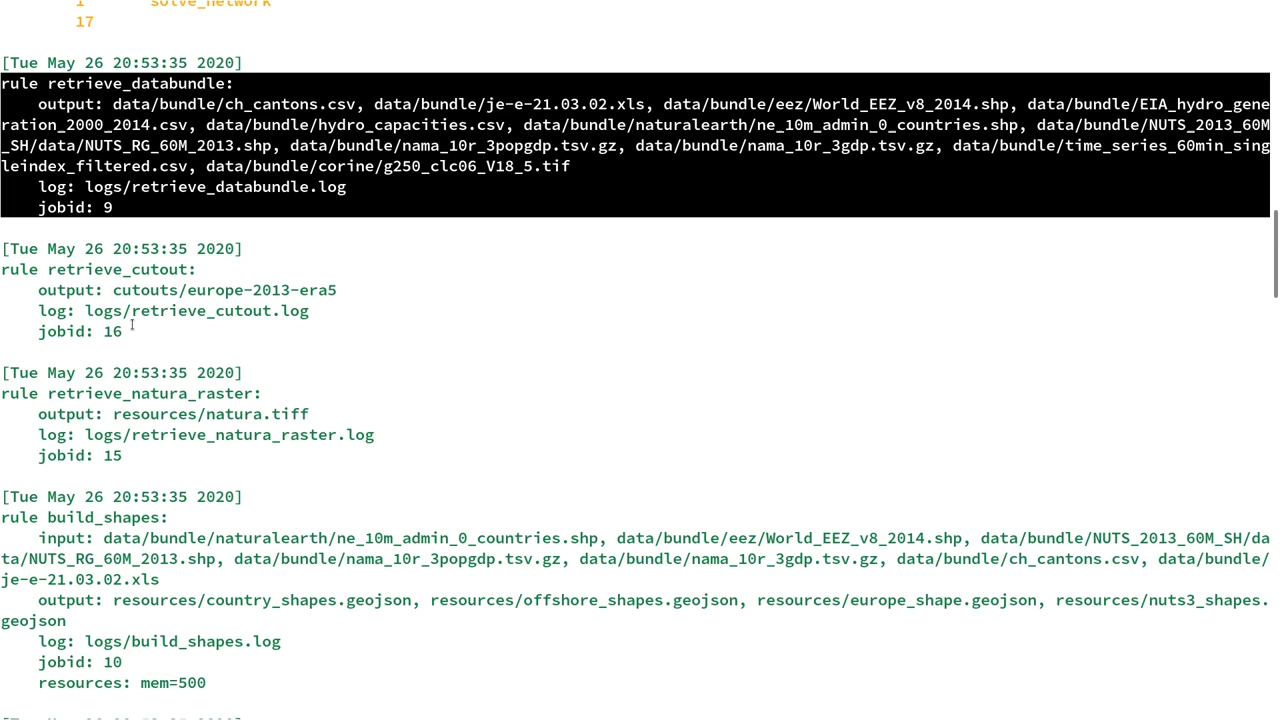 1      solve_network
17
[Tue May 26 20:53:35 2020]
rule retrieve_databundle:
    output: data/bundle/ch_cantons.csv, data/bundle/je-e-21.03.02.xls, data/bundle/eez/World_EEZ_v8_2014.shp, data/bundle/EIA_hydro_gene
ration_2000_2014.csv, data/bundle/hydro_capacities.csv, data/bundle/naturalearth/ne_10m_admin_0_countries.shp, data/bundle/NUTS_2013_60M
_SH/data/NUTS_RG_60M_2013.shp, data/bundle/nama_10r_3popgdp.tsv.gz, data/bundle/nama_10r_3gdp.tsv.gz, data/bundle/time_series_60min_sing
leindex_filtered.csv, data/bundle/corine/g250_clc06_V18_5.tif
    log: logs/retrieve_databundle.log
    jobid: 9
[Tue May 26 20:53:35 2020]
rule retrieve_cutout:
    output: cutouts/europe-2013-era5
    log: logs/retrieve_cutout.log
    jobid: 16
[Tue May 26 20:53:35 2020]
rule retrieve_natura_raster:
    output: resources/natura.tiff
    log: logs/retrieve_natura_raster.log
    jobid: 15
[Tue May 26 20:53:35 2020]
rule build_shapes:
    input: data/bundle/naturalearth/ne_10m_admin_0_countries.shp, data/bundle/eez/World_EEZ_v8_2014.shp, data/bundle/NUTS_2013_60M_SH/da
ta/NUTS_RG_60M_2013.shp, data/bundle/nama_10r_3popgdp.tsv.gz, data/bundle/nama_10r_3gdp.tsv.gz, data/bundle/ch_cantons.csv, data/bundle/
je-e-21.03.02.xls
    output: resources/country_shapes.geojson, resources/offshore_shapes.geojson, resources/europe_shape.geojson, resources/nuts3_shapes.
geojson
    log: logs/build_shapes.log
    jobid: 10
    resources: mem=500